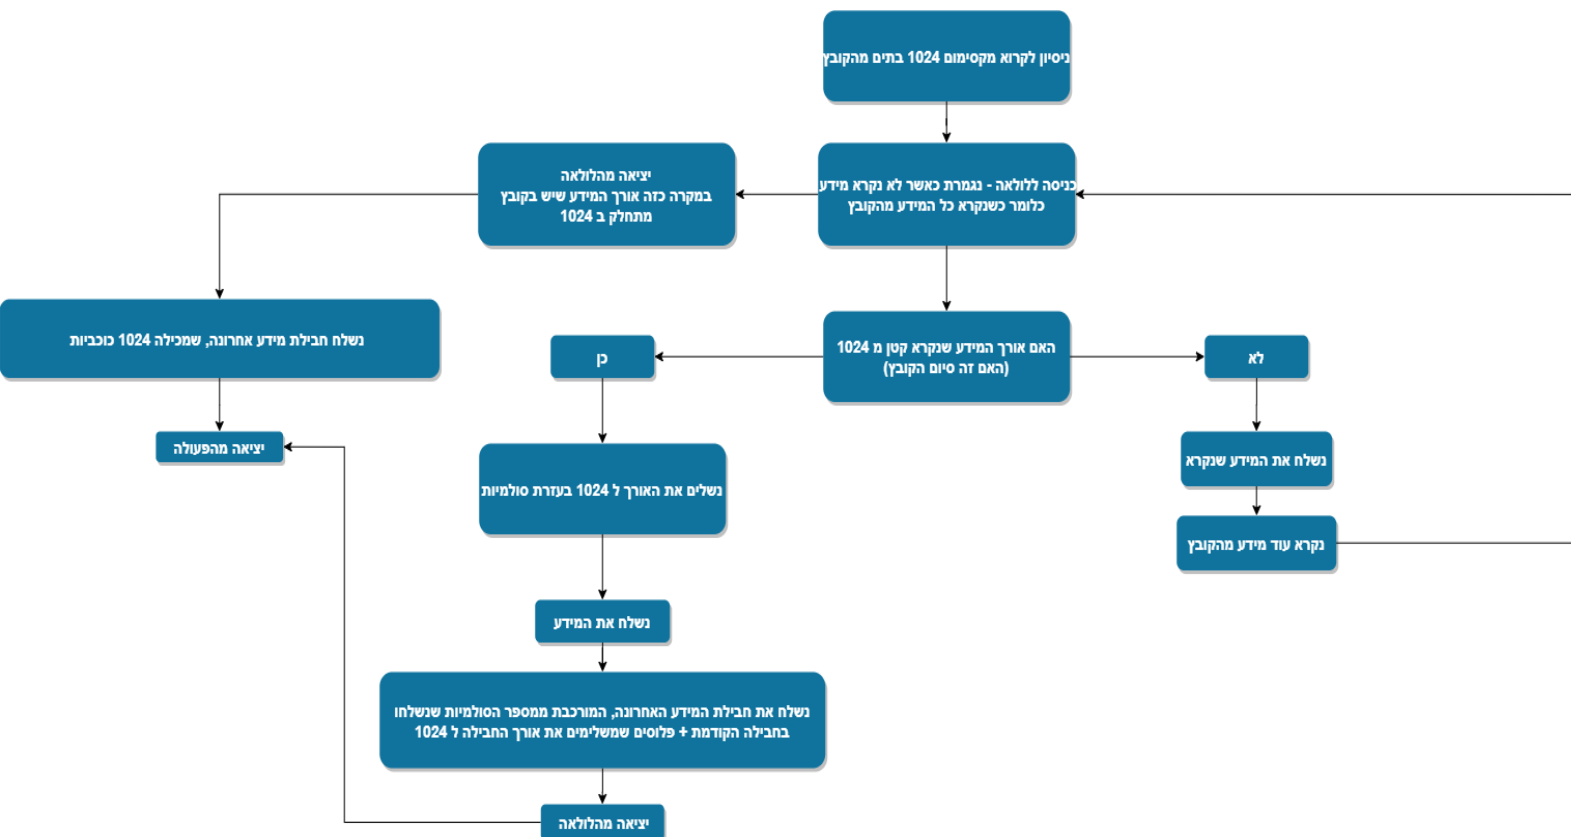 ניסיון לקרוא מקסימום 1024 בתים מהקובץ
כניסה ללולאה - נגמרת כאשר לא נקרא מידע
כלומר כשנקרא כל המידע מהקובץ
יציאה מהלולאה
במקרה כזה אורך המידע שיש בקובץ
מתחלק ב 1024
נשלח חבילת מידע אחרונה, שמכילה 1024 כוכביות
יציאה מהפעולה
האם אורך המידע שנקרא קטן מ 1024
(האם זה סיום הקובץ)
לא
נשלח את המידע שנקרא
נקרא עוד מידע מהקובץ
כן
נשלים את האורך ל 1024 בעזרת סולמיות
נשלח את המידע
נשלח את חבילת המידע האחרונה, המורכבת ממספר הסולמיות שנשלחו
בחבילה הקודמת + פלוסים שמשלימים את אורך החבילה ל 1024
יציאה מהלולאה